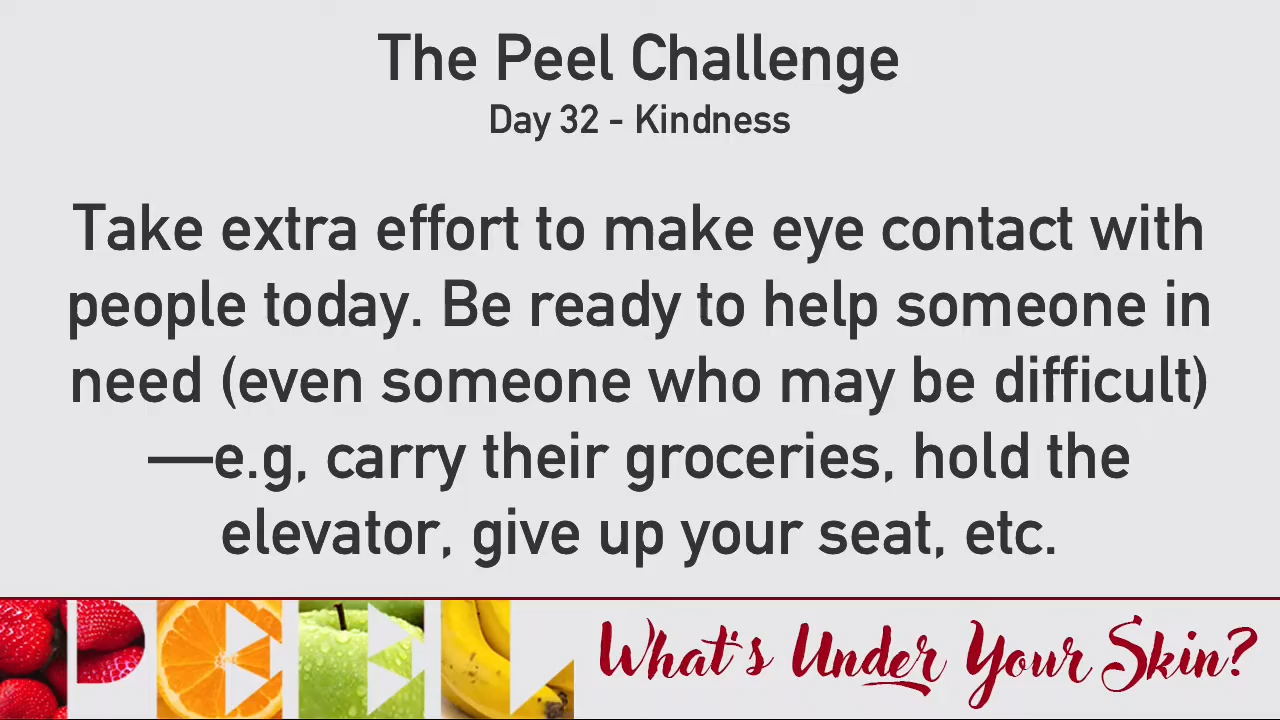 The Peel Challenge
Day 32 - Kindness
Take extra effort to make eye contact with
people today. Be ready to help someone in
need (even someone who may be difficult)
—e.g, carry their groceries, hold the
elevator, give up your seat, etc.
PEEL What's Under Your Skin?